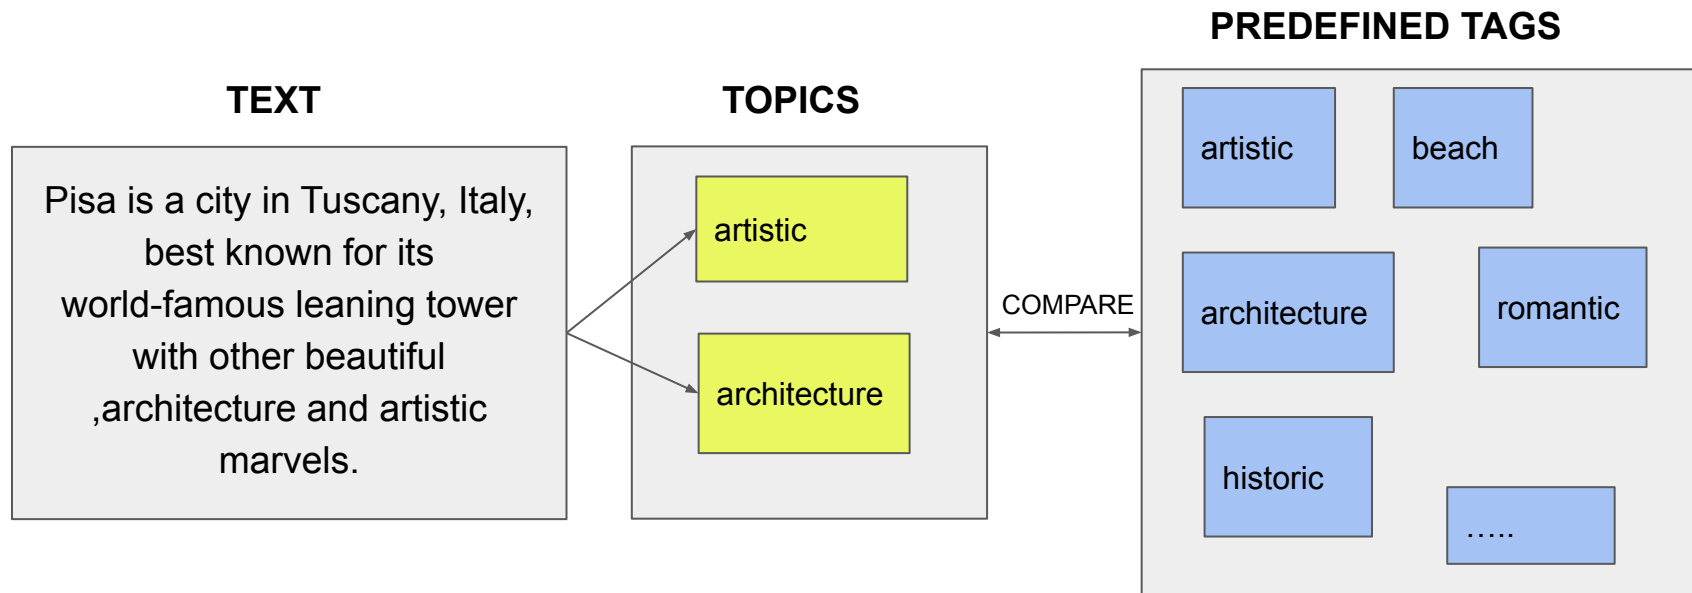 TEXT
Pisa is a city in Tuscany, Italy,
best known for its
world-famous leaning tower
with other beautiful
,architecture and artistic
marvels.
TOPICS
artistic
architecture
COMPARE
PREDEFINED TAGS
artistic
beach
architecture
romantic
historic
.....